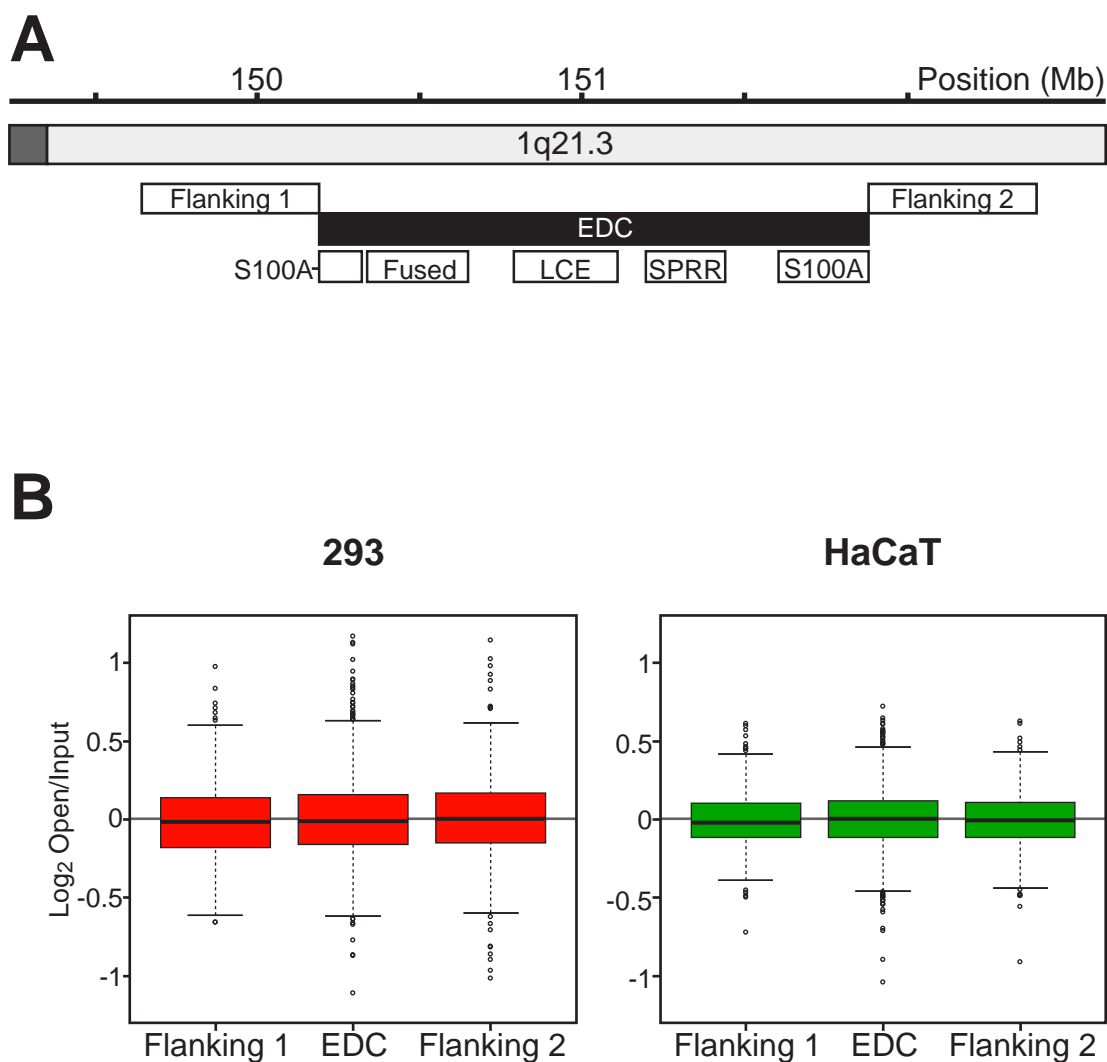 A
150 151 Position (Mb)
1q21.3
Flanking 1 Flanking 2
EDC
S100A Fused LCE SPRR S100A
B
293 HaCaT
Log₂ Open/Input
1
0.5
0
-0.5
-1
1
0.5
0
-0.5
-1
Flanking 1 EDC Flanking 2 Flanking 1 EDC Flanking 2